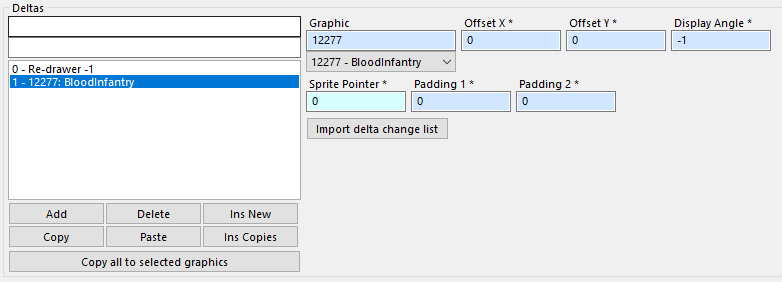 Deltas
0 - Re-drawer -1
1 - 12277: BloodInfantry
Add Delete Ins New
Copy Paste Ins Copies
Copy all to selected graphics
Graphic Offset X * Offset Y * Display Angle *
12277 0 0 -1
12277 - BloodInfantry
Sprite Pointer * Padding 1 * Padding 2 *
0 0 0
Import delta change list